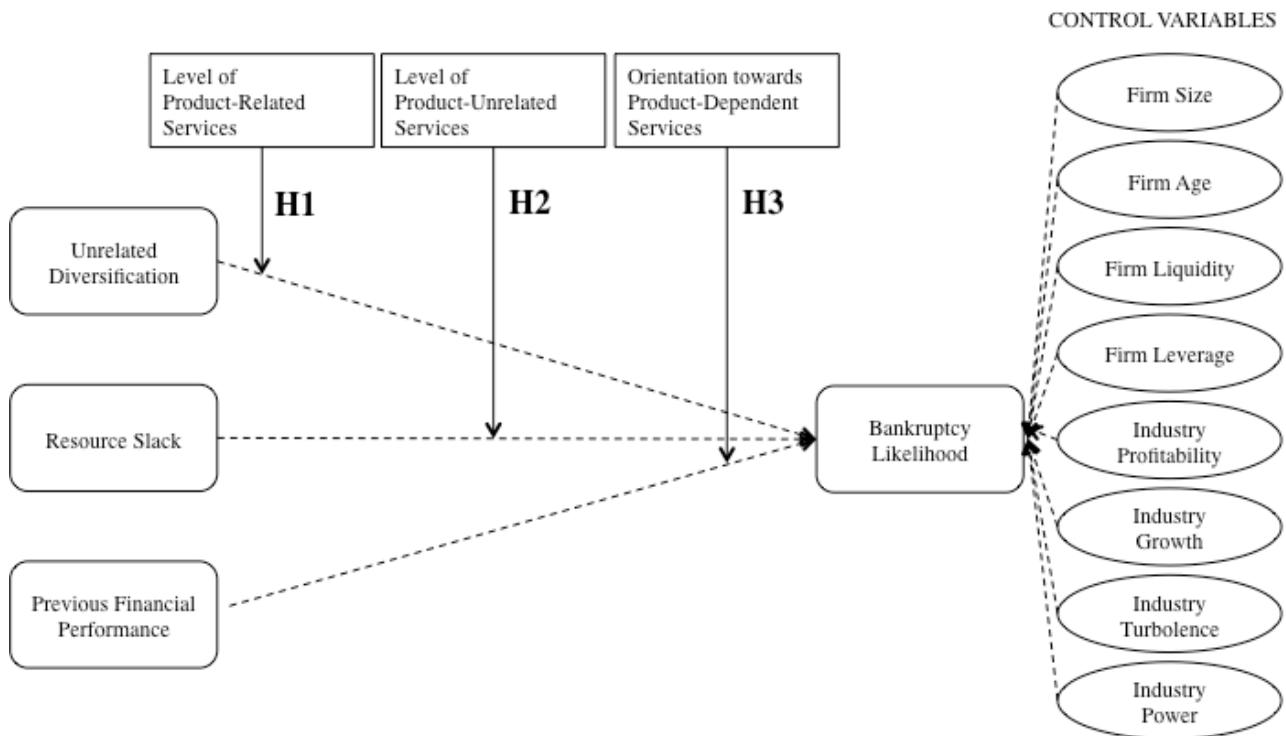 CONTROL VARIABLES
Level of
Product-Related
Services
Level of
Product-Unrelated
Services
Orientation towards
Product-Dependent
Services
H1
H2
H3
Unrelated
Diversification
Resource Slack
Previous Financial
Performance
Bankruptcy
Likelihood
Firm Size
Firm Age
Firm Liquidity
Firm Leverage
Industry
Profitability
Industry
Growth
Industry
Turbolence
Industry
Power